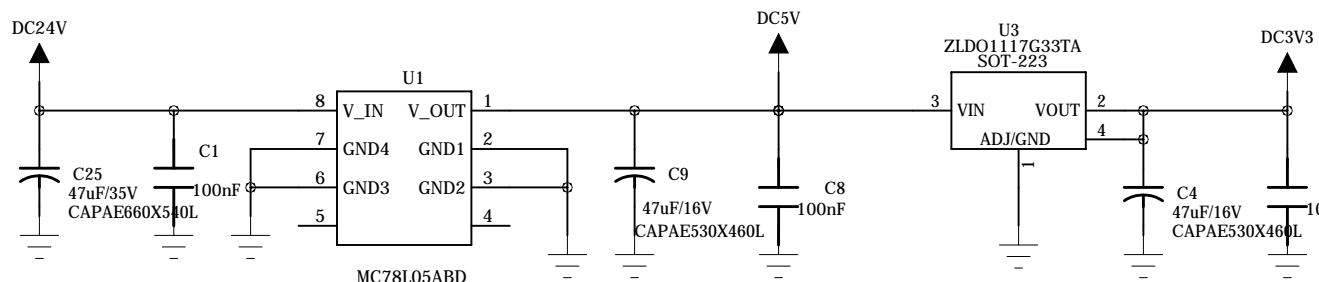 DC24V
DC5V
U3
ZLDO1117G33TA
SOT-223
DC3V3
U1
8
V_IN
V_OUT
1
3
VIN
VOUT
2
7
GND4
GND1
2
ADJ/GND
4
1
C1
100nF
C25
47uF/35V
CAPAE660X540L
6
GND3
GND2
3
C9
47uF/16V
CAPAE530X460L
C8
100nF
C4
47uF/16V
CAPAE530X460L
5
4
MC78L05ABD